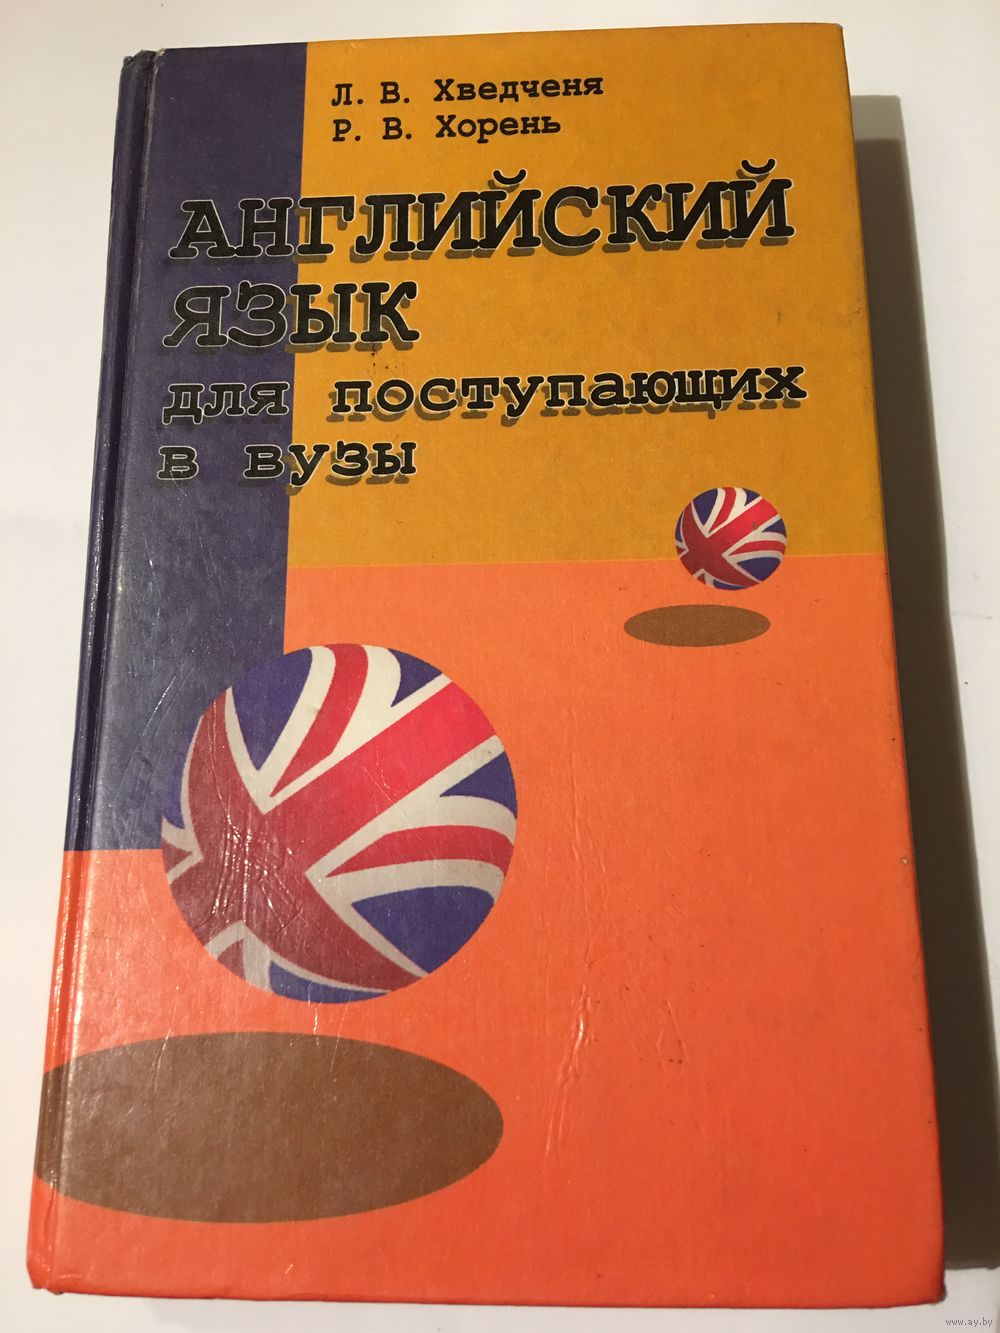 Л. В. Хведченя
Р. В. Хорень
АНГЛИЙСКИЙ
ЯЗЫК
для поступающих
в вузы
www.ay.by